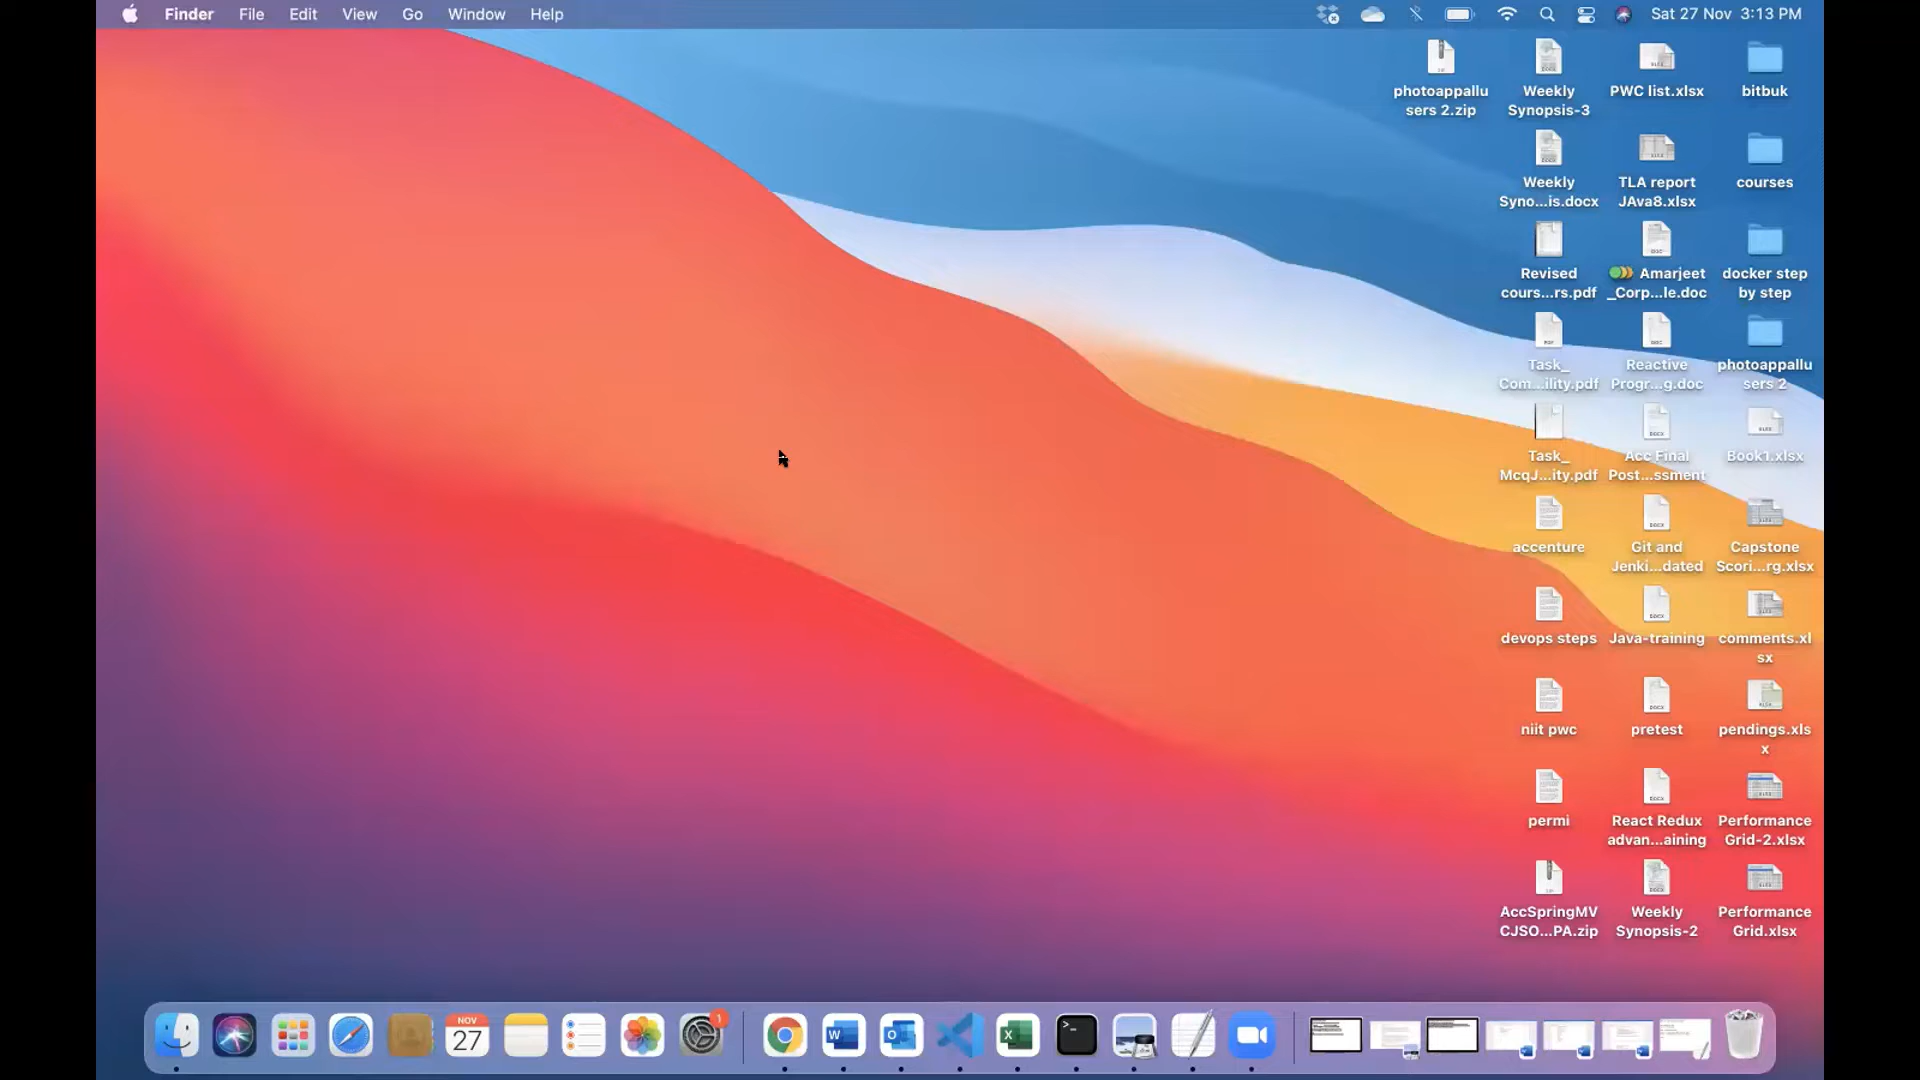 Finder File Edit View Go Window Help Sat 27 Nov 3:13 PM
photoappallu
sers 2.zip
Weekly
Synopsis-3
PWC list.xlsx
bitbuk
Weekly
Syno...is.docx
TLA report
JAva8.xlsx
courses
Revised
cours...rs.pdf
Amarjeet
_Corp...le.doc
docker step
by step
Task_
Com...ility.pdf
Reactive
Progr...g.doc
photoappallu
sers 2
Task_
McqJ...ity.pdf
Acc Final
Post...ssment
Book1.xlsx
accenture
Git and
Jenki...dated
Capstone
Scori...rg.xlsx
devops steps
Java-training
comments.xl
sx
niit pwc
pretest
pendings.xls
x
permi
React Redux
advan...aining
Performance
Grid-2.xlsx
AccSpringMV
CJSO...PA.zip
Weekly
Synopsis-2
Performance
Grid.xlsx
NOV
27
1